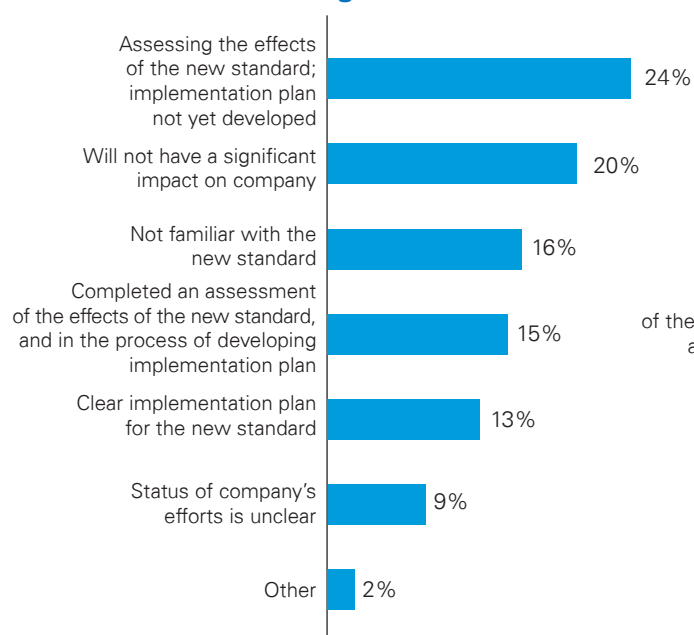 Assessing the effects
of the new standard;
implementation plan
not yet developed
24%
Will not have a significant
impact on company
20%
Not familiar with the
new standard
16%
Completed an assessment
of the effects of the new standard,
and in the process of developing
implementation plan
15%
of the
a
Clear implementation plan
for the new standard
13%
Status of company's
efforts is unclear
9%
Other
2%